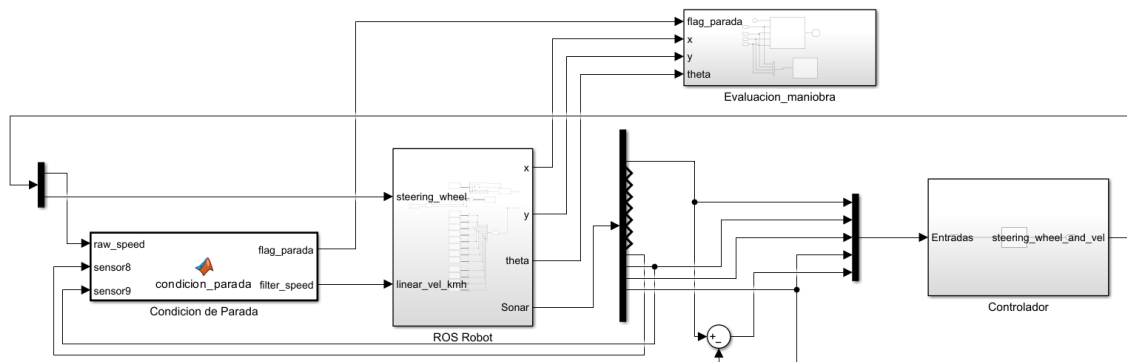 flag_parada
x
y
theta
Evaluacion_maniobra
steering_wheel
linear_vel_kmh
x
y
theta
Sonar
ROS Robot
raw_speed
sensor8
sensor9
condicion_parada
flag_parada
filter_speed
Condicion de Parada
+
−
Entradas
steering_wheel_and_vel
Controlador